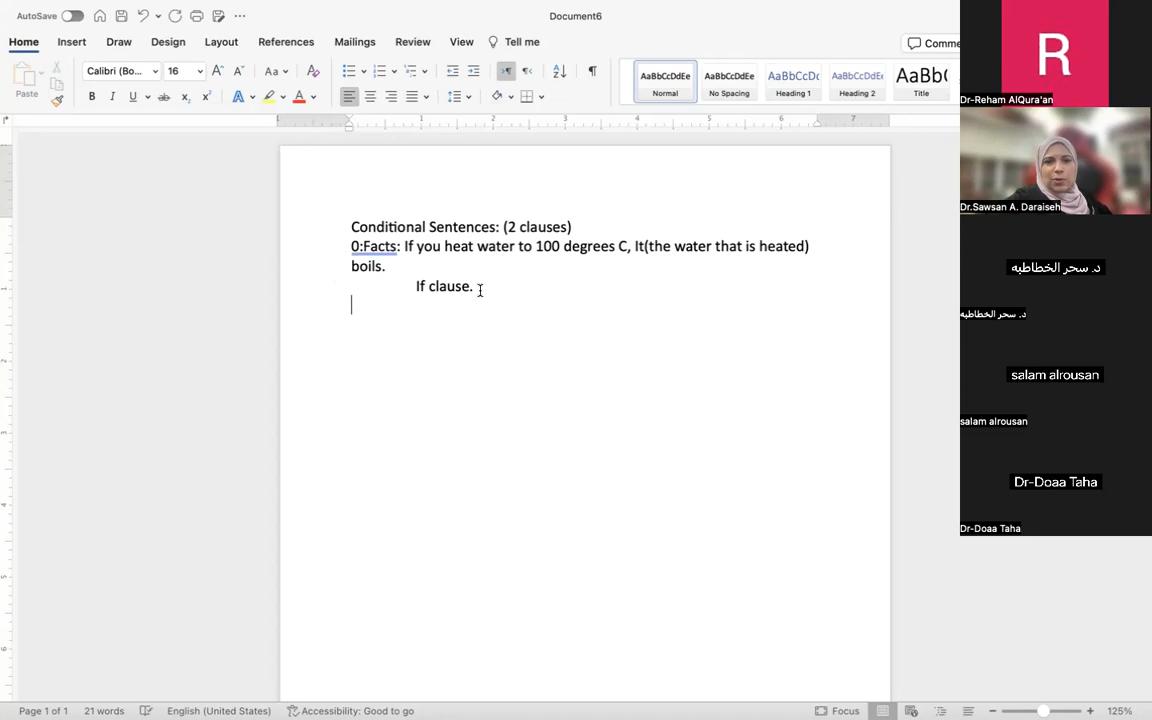 AutoSave
Document6
Home Insert Draw Design Layout References Mailings Review View Tell me
Comme
Paste
Calibri (Bo... 16
AaBbCcDdEe AaBbCcDdEe AaBbCcDc AaBbCcDdEe AaBbC
Normal No Spacing Heading 1 Heading 2 Title
Conditional Sentences: (2 clauses)
0:Facts: If you heat water to 100 degrees C, It(the water that is heated)
boils.
If clause.
R
Dr-Reham AlQura'an
Dr.Sawsan A. Daraiseh
د. سحر الخطاطبه
د. سحر الخطاطبه
salam alrousan
salam alrousan
Dr-Doaa Taha
Dr-Doaa Taha
Page 1 of 1 21 words English (United States) Accessibility: Good to go Focus 125%